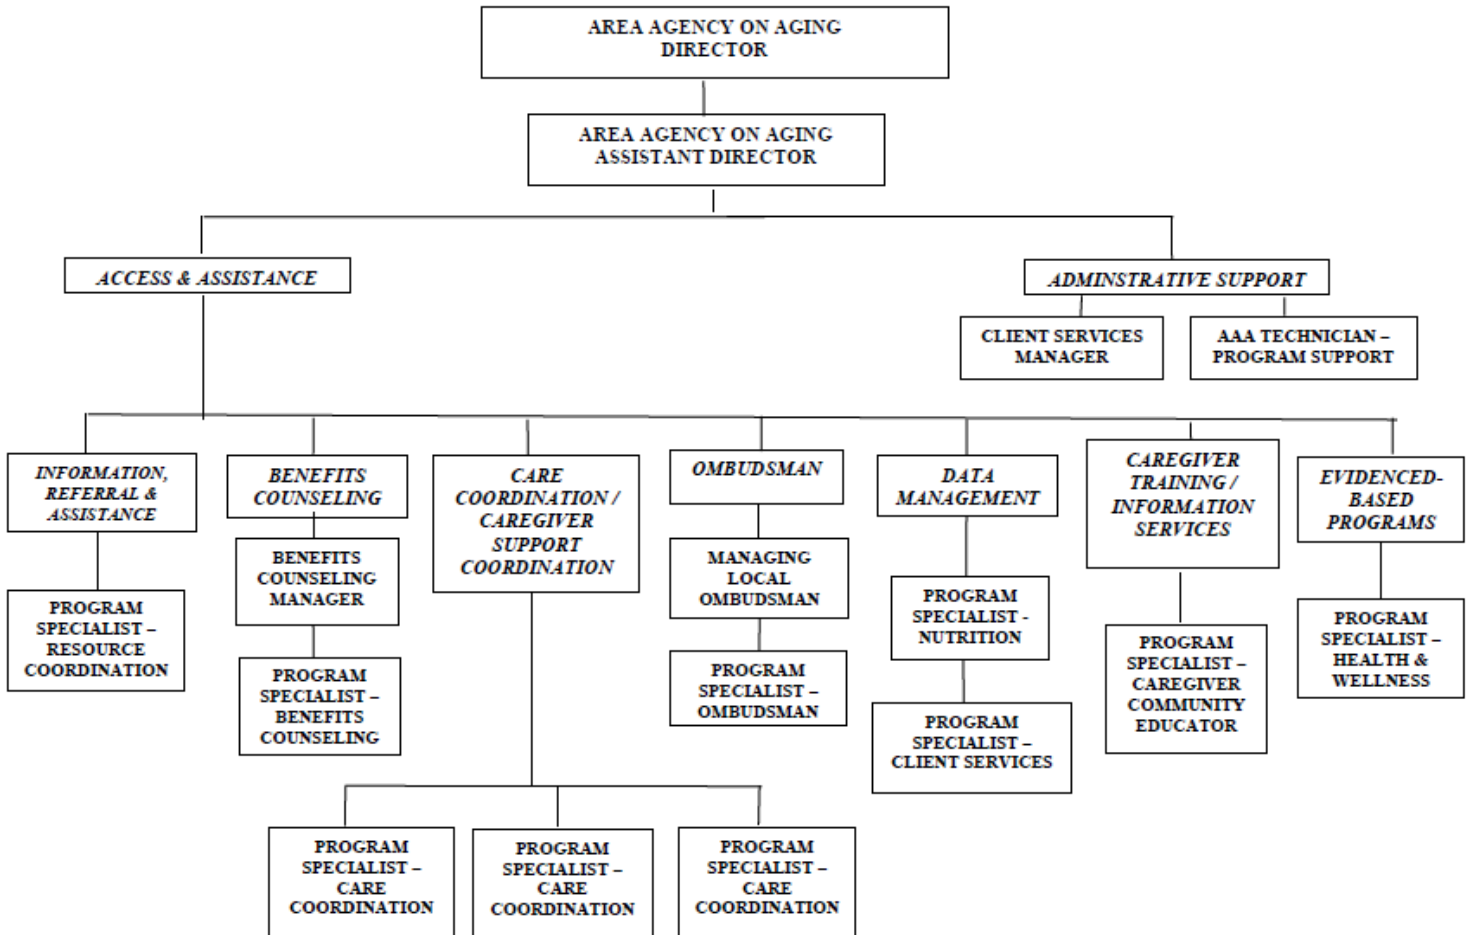 AREA AGENCY ON AGING
DIRECTOR
AREA AGENCY ON AGING
ASSISTANT DIRECTOR
ACCESS & ASSISTANCE
ADMINSTRATIVE SUPPORT
CLIENT SERVICES
MANAGER
AAA TECHNICIAN –
PROGRAM SUPPORT
INFORMATION,
REFERRAL &
ASSISTANCE
BENEFITS
COUNSELING
CARE
COORDINATION /
CAREGIVER
SUPPORT
COORDINATION
OMBUDSMAN
DATA
MANAGEMENT
CAREGIVER
TRAINING /
INFORMATION
SERVICES
EVIDENCED-
BASED
PROGRAMS
PROGRAM
SPECIALIST –
RESOURCE
COORDINATION
BENEFITS
COUNSELING
MANAGER
PROGRAM
SPECIALIST –
BENEFITS
COUNSELING
MANAGING
LOCAL
OMBUDSMAN
PROGRAM
SPECIALIST –
OMBUDSMAN
PROGRAM
SPECIALIST -
NUTRITION
PROGRAM
SPECIALIST –
CLIENT SERVICES
PROGRAM
SPECIALIST –
CAREGIVER
COMMUNITY
EDUCATOR
PROGRAM
SPECIALIST –
HEALTH &
WELLNESS
PROGRAM
SPECIALIST –
CARE
COORDINATION
PROGRAM
SPECIALIST –
CARE
COORDINATION
PROGRAM
SPECIALIST –
CARE
COORDINATION